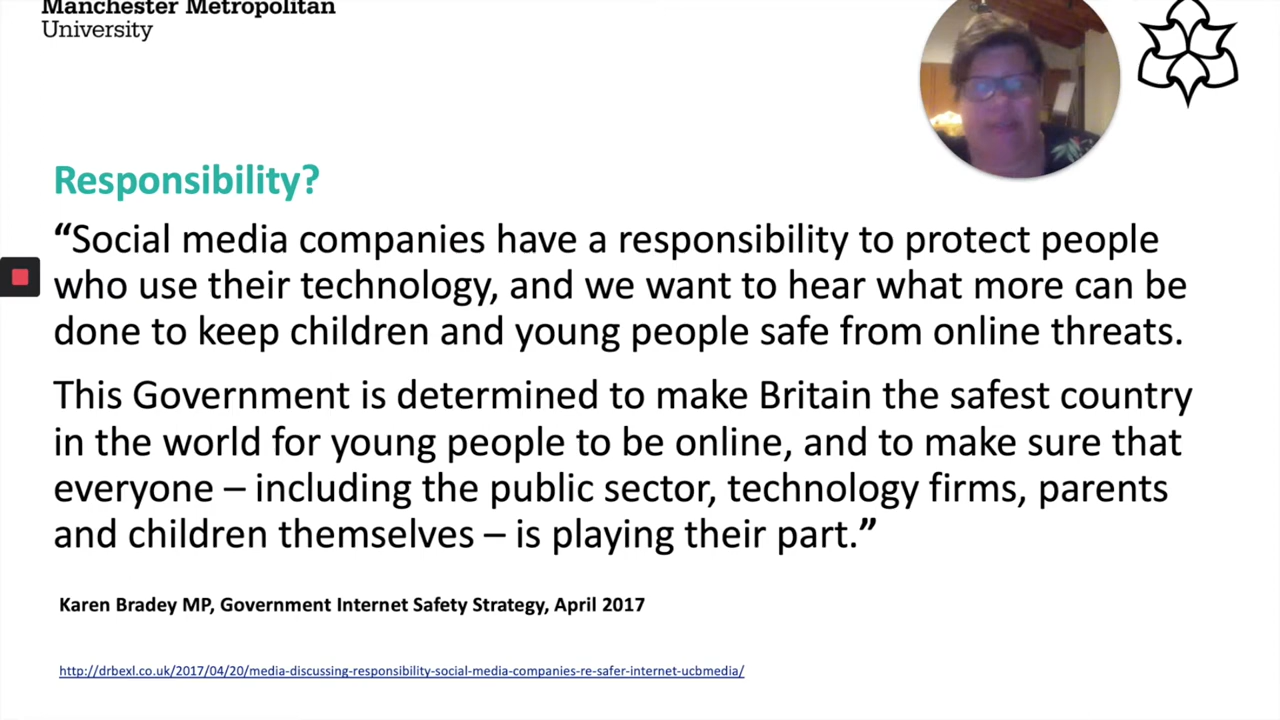 Manchester Metropolitan
University
Responsibility?
“Social media companies have a responsibility to protect people
who use their technology, and we want to hear what more can be
done to keep children and young people safe from online threats.
This Government is determined to make Britain the safest country
in the world for young people to be online, and to make sure that
everyone – including the public sector, technology firms, parents
and children themselves – is playing their part.”
Karen Bradey MP, Government Internet Safety Strategy, April 2017
http://drbexl.co.uk/2017/04/20/media-discussing-responsibility-social-media-companies-re-safer-internet-ucbmedia/